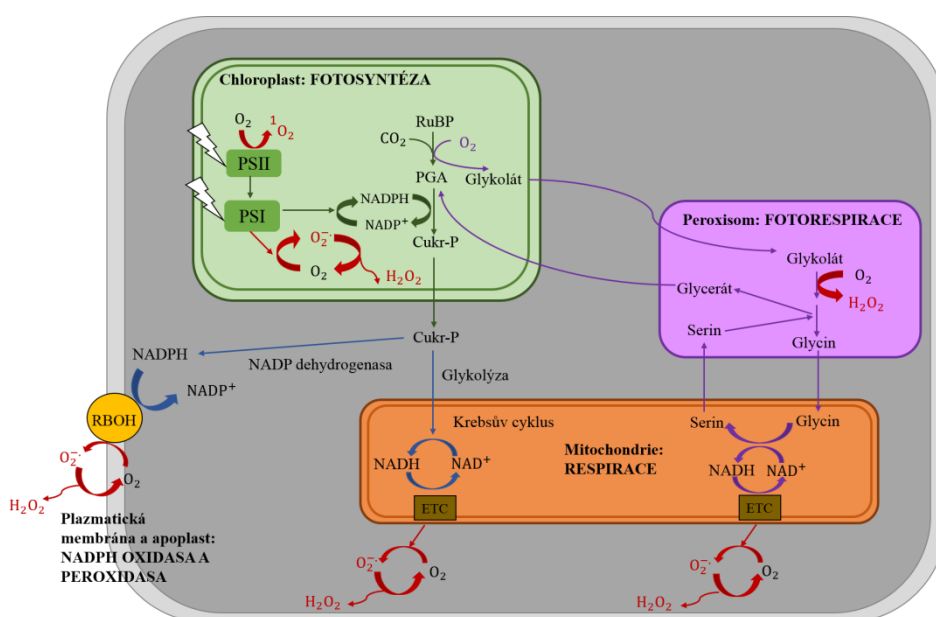 Chloroplast: FOTOSYNTÉZA
O₂
¹O₂
PSII
PSI
RuBP
CO₂
O₂
PGA
Glykolát
NADPH
NADP⁺
Cukr-P
O₂⁻·
O₂
H₂O₂
Peroxisom: FOTORESPIRACE
Glykolát
O₂
H₂O₂
Glycerát
Serin
Glycin
Cukr-P
NADP dehydrogenasa
Glykolýza
NADPH
NADP⁺
RBOH
O₂⁻·
O₂
H₂O₂
Plazmatická
membrána a apoplast:
NADPH OXIDASA A
PEROXIDASA
Krebsův cyklus
Mitochondrie:
RESPIRACE
NADH
NAD⁺
ETC
Serin
Glycin
NADH
NAD⁺
ETC
O₂⁻·
O₂
H₂O₂
O₂⁻·
O₂
H₂O₂